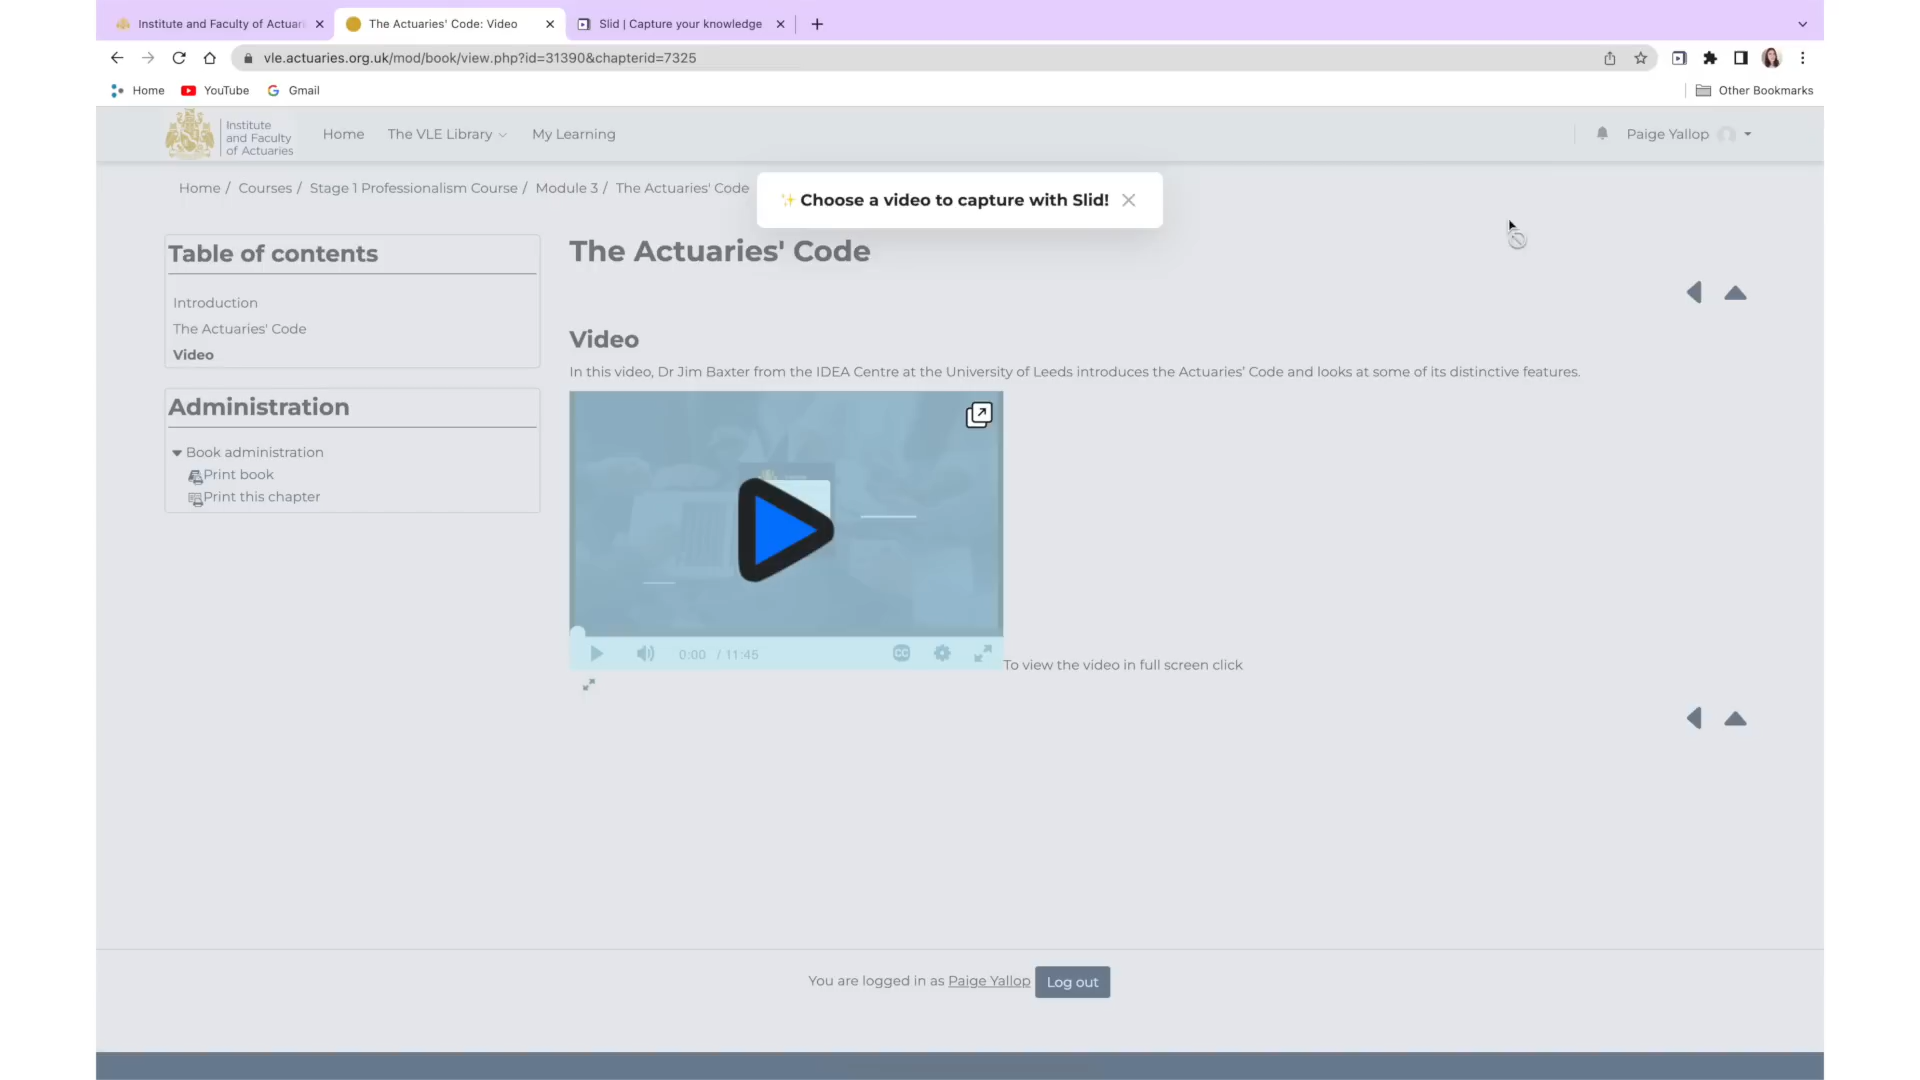 Institute and Faculty of Actuari
The Actuaries' Code: Video
Slid | Capture your knowledge
vle.actuaries.org.uk/mod/book/view.php?id=31390&chapterid=7325
Home
YouTube
Gmail
Other Bookmarks
Institute
and Faculty
of Actuaries
Home
The VLE Library
My Learning
Paige Yallop
Home / Courses / Stage 1 Professionalism Course / Module 3 / The Actuaries' Code
✨ Choose a video to capture with Slid!
Table of contents
Introduction
The Actuaries' Code
Video
Administration
Book administration
Print book
Print this chapter
The Actuaries' Code
Video
In this video, Dr Jim Baxter from the IDEA Centre at the University of Leeds introduces the Actuaries' Code and looks at some of its distinctive features.
0:00 / 11:45
CC
To view the video in full screen click
You are logged in as Paige Yallop
Log out